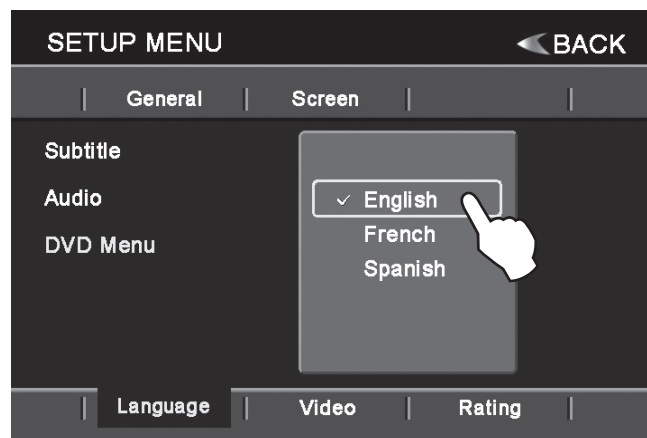 SETUP MENU BACK
General Screen
Subtitle
Audio
DVD Menu
✓ English
French
Spanish
Language Video Rating